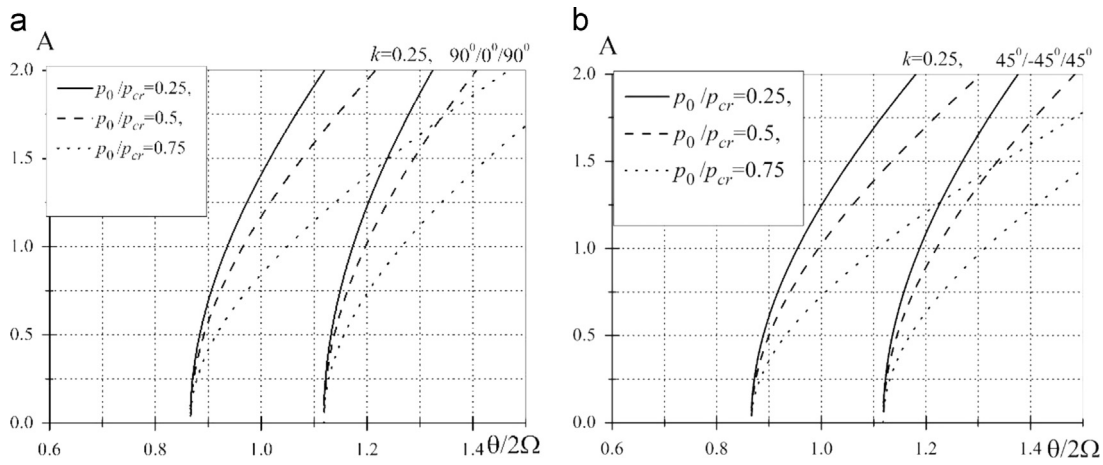 a
A
k=0.25, 90⁰/0⁰/90⁰
p₀/p_cr=0.25,
p₀/p_cr=0.5,
p₀/p_cr=0.75
2.0
1.5
1.0
0.5
0.0
0.6 0.8 1.0 1.2 1.4 θ/2Ω
b
A
k=0.25, 45⁰/-45⁰/45⁰
p₀/p_cr=0.25,
p₀/p_cr=0.5,
p₀/p_cr=0.75
2.0
1.5
1.0
0.5
0.0
0.6 0.8 1.0 1.2 1.4 θ/2Ω